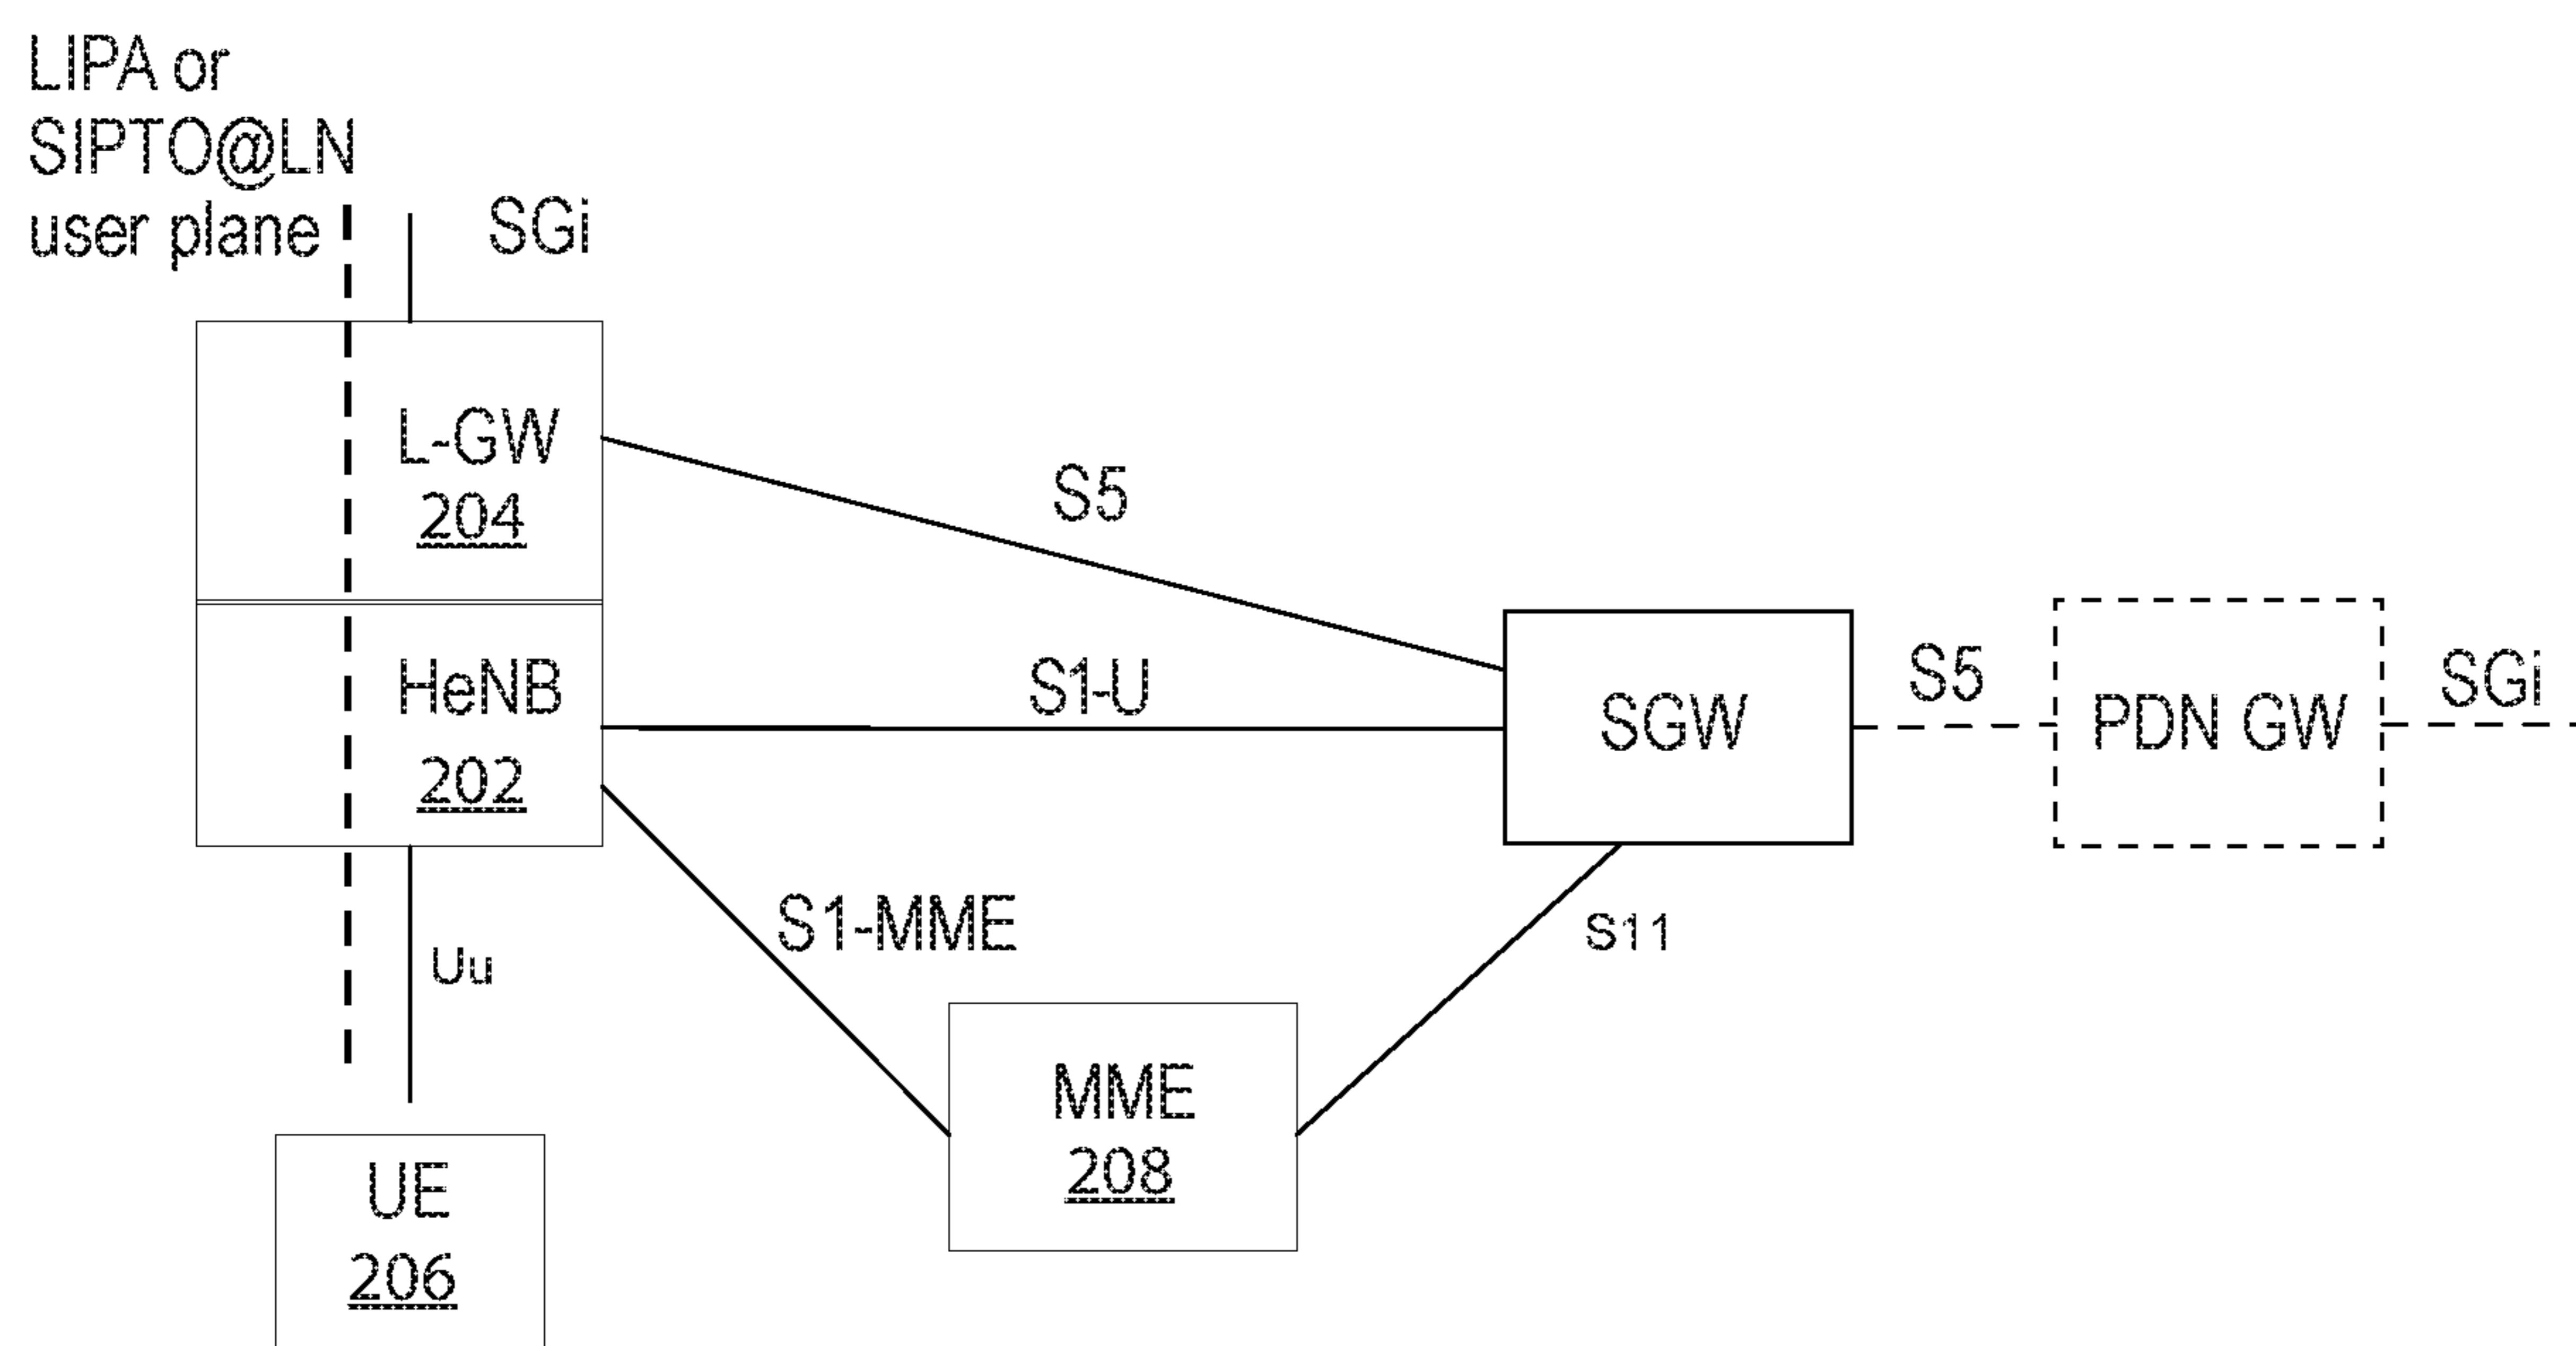 LIPA or
SIPTO@LN
user plane
SGi
L-GW
204
S5
HeNB
202
S1-U
SGW
S5
PDN GW
SGi
S1-MME
S11
Uu
MME
208
UE
206